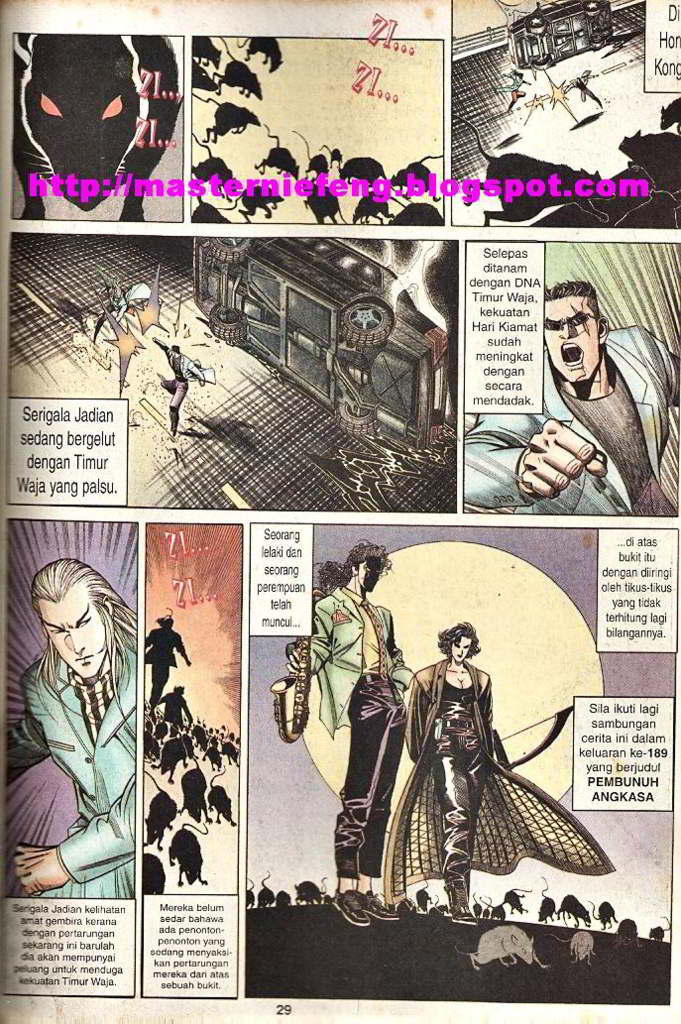 ZI...
ZI...
ZI...
ZI...
Di
Hon
Kong
http://masterniefeng.blogspot.com
Serigala Jadian
sedang bergelut
dengan Timur
Waja yang palsu.
Selepas
ditanam
dengan DNA
Timur Waja,
kekuatan
Hari Kiamat
sudah
meningkat
dengan
secara
mendadak.
Serigala Jadian kelihatan
amat gembira kerana
dengan pertarungan
sekarang ini barulah
dia akan mempunyai
peluang untuk menduga
kekuatan Timur Waja.
ZI...
ZI...
Mereka belum
sedar bahawa
ada penonton-
penonton yang
sedang menyaksi-
kan pertarungan
mereka dari atas
sebuah bukit.
Seorang
lelaki dan
seorang
perempuan
telah
muncul...
...di atas
bukit itu
dengan diiringi
oleh tikus-tikus
yang tidak
terhitung lagi
bilangannya.
Sila ikuti lagi
sambungan
cerita ini dalam
keluaran ke-189
yang berjudul
PEMBUNUH
ANGKASA
29